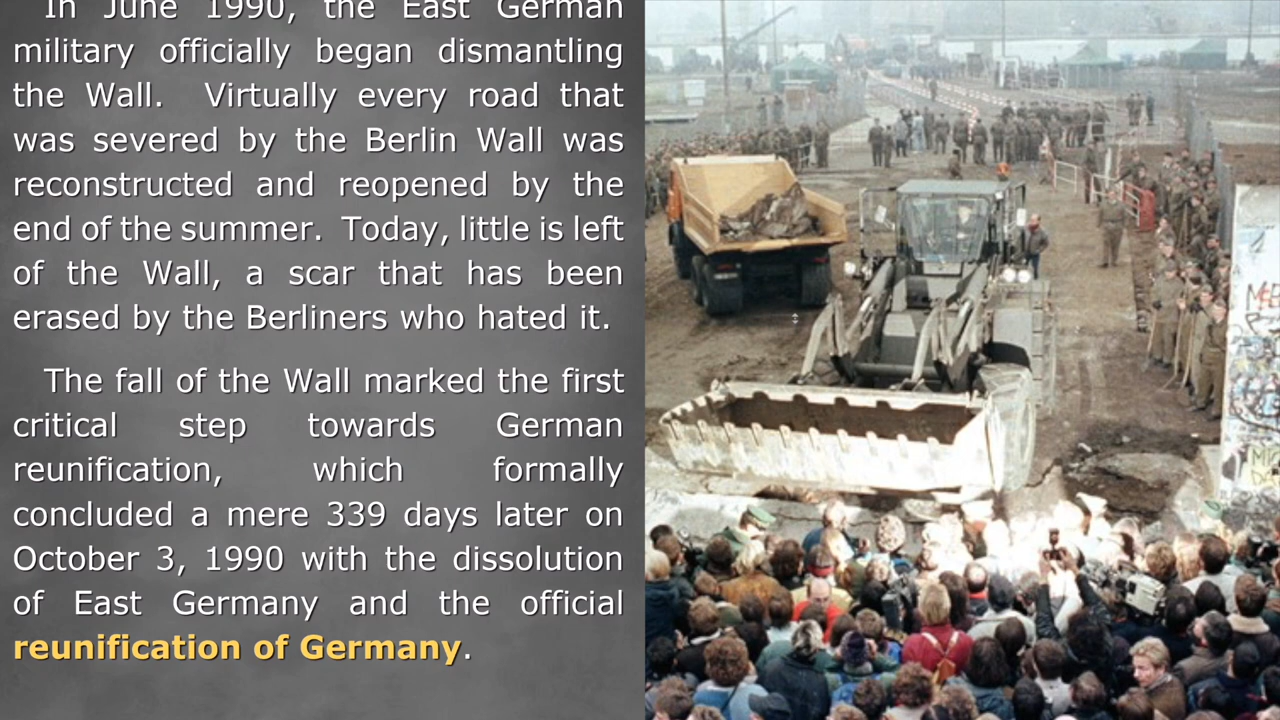 In June 1990, the East German
military officially began dismantling
the Wall. Virtually every road that
was severed by the Berlin Wall was
reconstructed and reopened by the
end of the summer. Today, little is left
of the Wall, a scar that has been
erased by the Berliners who hated it.
The fall of the Wall marked the first
critical step towards German
reunification, which formally
concluded a mere 339 days later on
October 3, 1990 with the dissolution
of East Germany and the official
reunification of Germany.